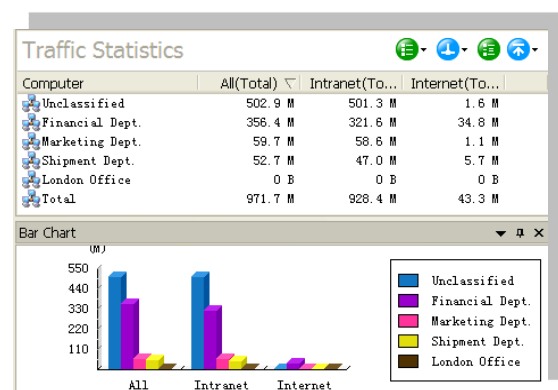 Traffic Statistics
Computer All(Total) Intranet(To... Internet(To...
Unclassified 502.9 M 501.3 M 1.6 M
Financial Dept. 356.4 M 321.6 M 34.8 M
Marketing Dept. 59.7 M 58.6 M 1.1 M
Shipment Dept. 52.7 M 47.0 M 5.7 M
London Office 0 B 0 B 0 B
Total 971.7 M 928.4 M 43.3 M
Bar Chart
(M)
550
440
330
220
110
All Intranet Internet
Unclassified
Financial Dept.
Marketing Dept.
Shipment Dept.
London Office